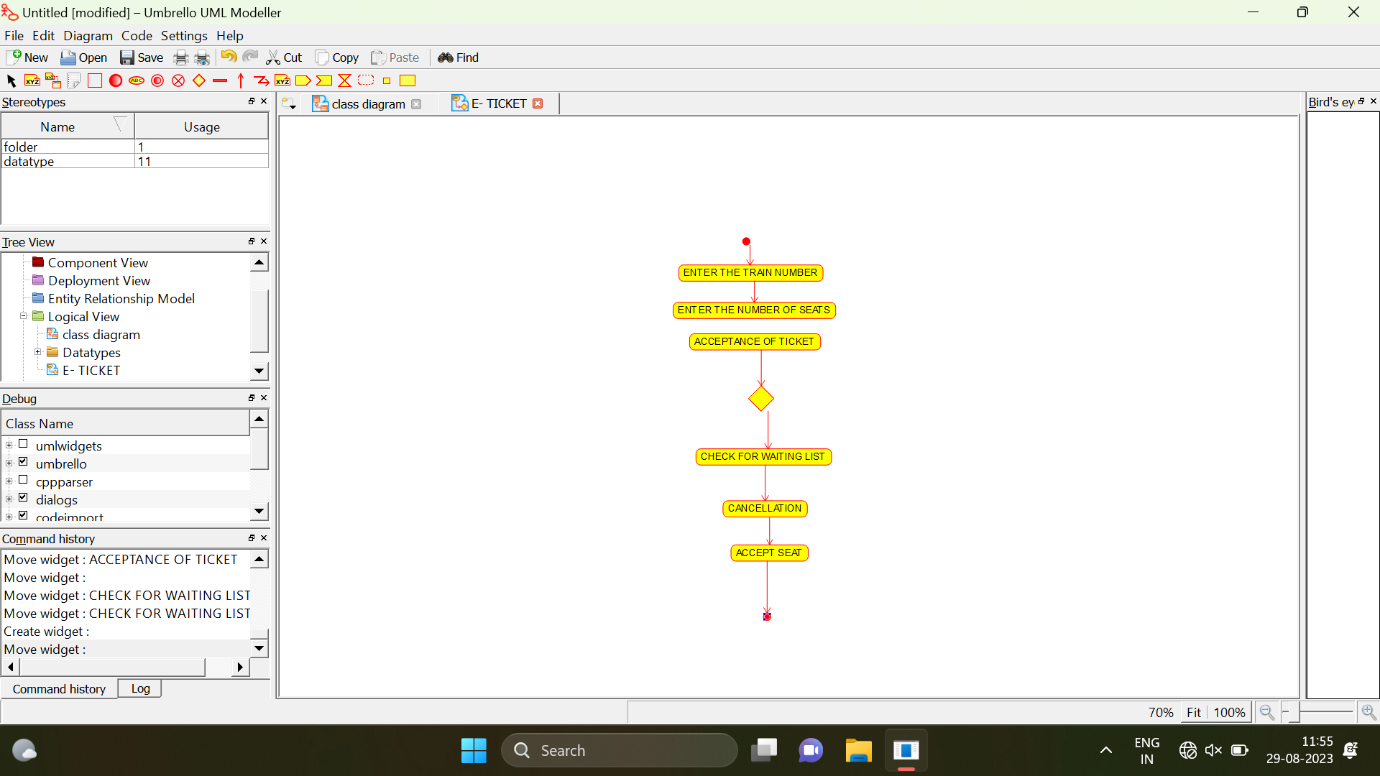 Untitled [modified] – Umbrello UML Modeller
File Edit Diagram Code Settings Help
New Open Save Cut Copy Paste Find
XYZ ABC XYZ
Stereotypes
Name Usage
folder 1
datatype 11
Tree View
Component View
Deployment View
Entity Relationship Model
Logical View
class diagram
Datatypes
E- TICKET
Debug
Class Name
umlwidgets
umbrello
cppparser
dialogs
codeimport
Command history
Move widget : ACCEPTANCE OF TICKET
Move widget :
Move widget : CHECK FOR WAITING LIST
Move widget : CHECK FOR WAITING LIST
Create widget :
Move widget :
Command history Log
class diagram E- TICKET
ENTER THE TRAIN NUMBER
ENTER THE NUMBER OF SEATS
ACCEPTANCE OF TICKET
CHECK FOR WAITING LIST
CANCELLATION
ACCEPT SEAT
Bird's ey
70% Fit 100%
Search
ENG
IN
11:55
29-08-2023